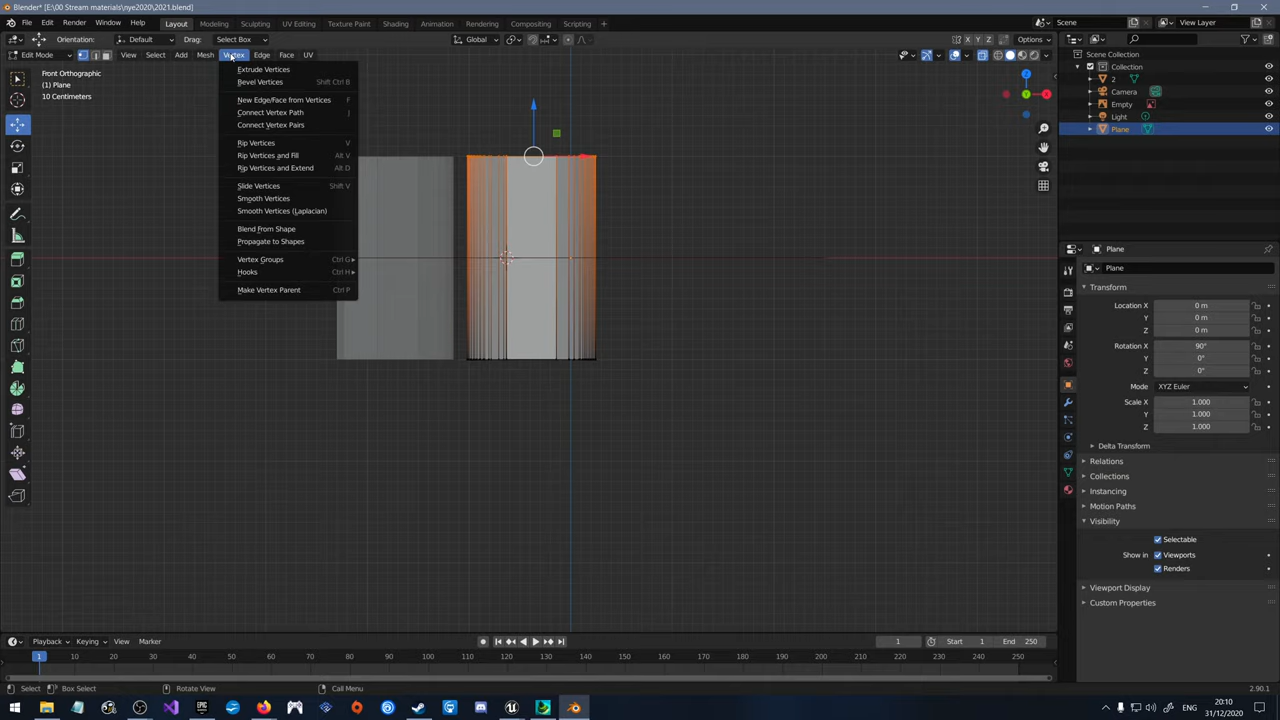 Blender* [E:\00 Stream materials\nye2020\2021.blend]
File Edit Render Window Help
Layout Modeling Sculpting UV Editing Texture Paint Shading Animation Rendering Compositing Scripting
Scene View Layer
Orientation: Default Drag: Select Box Global X Y Z Options
Edit Mode View Select Add Mesh Vertex Edge Face UV
Front Orthographic
(1) Plane
10 Centimeters
Extrude Vertices
Bevel Vertices Shift Ctrl B
New Edge/Face from Vertices F
Connect Vertex Path J
Connect Vertex Pairs
Rip Vertices V
Rip Vertices and Fill Alt V
Rip Vertices and Extend Alt D
Slide Vertices Shift V
Smooth Vertices
Smooth Vertices (Laplacian)
Blend From Shape
Propagate to Shapes
Vertex Groups Ctrl G
Hooks Ctrl H
Make Vertex Parent Ctrl P
Z
Y
X
Scene Collection
Collection
2
Camera
Empty
Light
Plane
Plane
Plane
Transform
Location X 0 m
Y 0 m
Z 0 m
Rotation X 90°
Y 0°
Z 0°
Mode XYZ Euler
Scale X 1.000
Y 1.000
Z 1.000
Delta Transform
Relations
Collections
Instancing
Motion Paths
Visibility
Selectable
Show in Viewports
Renders
Viewport Display
Custom Properties
Playback Keying View Marker 1 Start 1 End 250
1 10 20 30 40 50 60 70 80 90 100 110 120 130 140 150 160 170 180 190 200 210 220 230 240 250
Select Box Select Rotate View Call Menu 2.90.1
ENG 20:10
31/12/2020